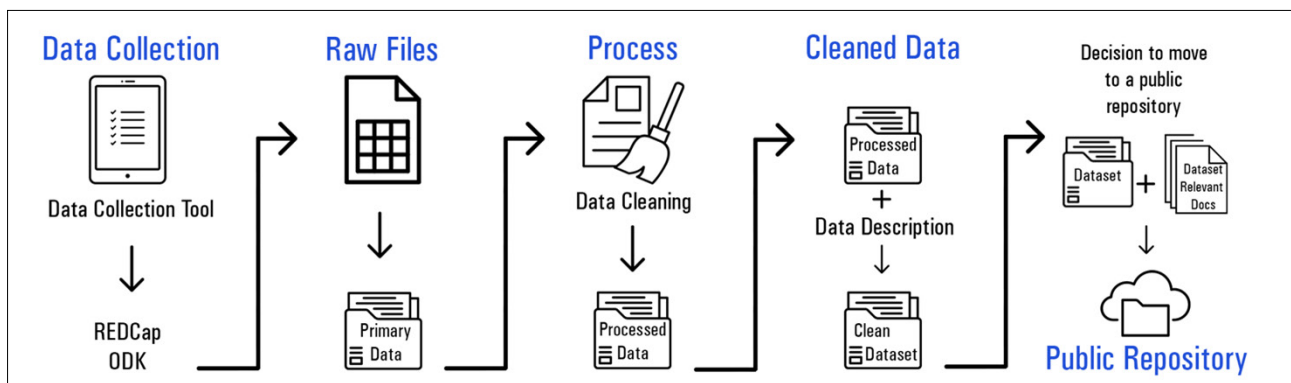 Data Collection
Data Collection Tool
REDCap
ODK
Raw Files
Primary
Data
Process
Data Cleaning
Processed
Data
Cleaned Data
Processed
Data
+
Data Description
Clean
Dataset
Decision to move
to a public
repository
Dataset
+
Dataset
Relevant
Docs
Public Repository